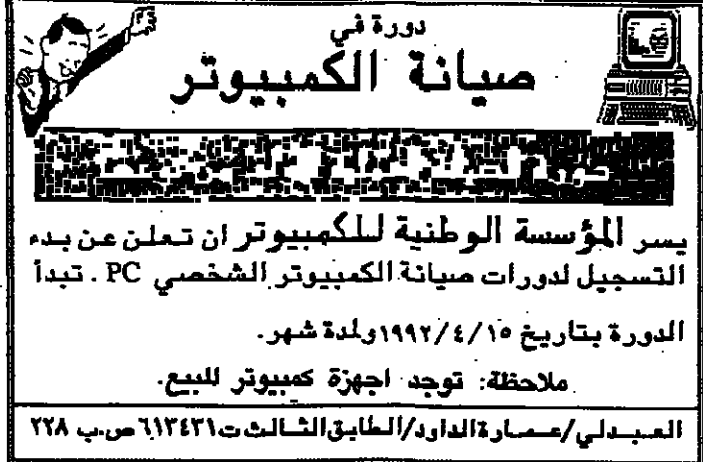 دورة في
صيانة الكمبيوتر
يسر المؤسسة الوطنية للكمبيوتر ان تعلن عن بدء
التسجيل لدورات صيانة الكمبيوتر الشخصي PC . تبدأ
الدورة بتاريخ ١٩٩٢/٤/١٥ ولمدة شهر.
ملاحظة: توجد اجهزة كمبيوتر للبيع.
العبدلي/عمارة الداود/الطابق الثالث ت ٦١٣٤٣١ ص.ب ٢٢٨